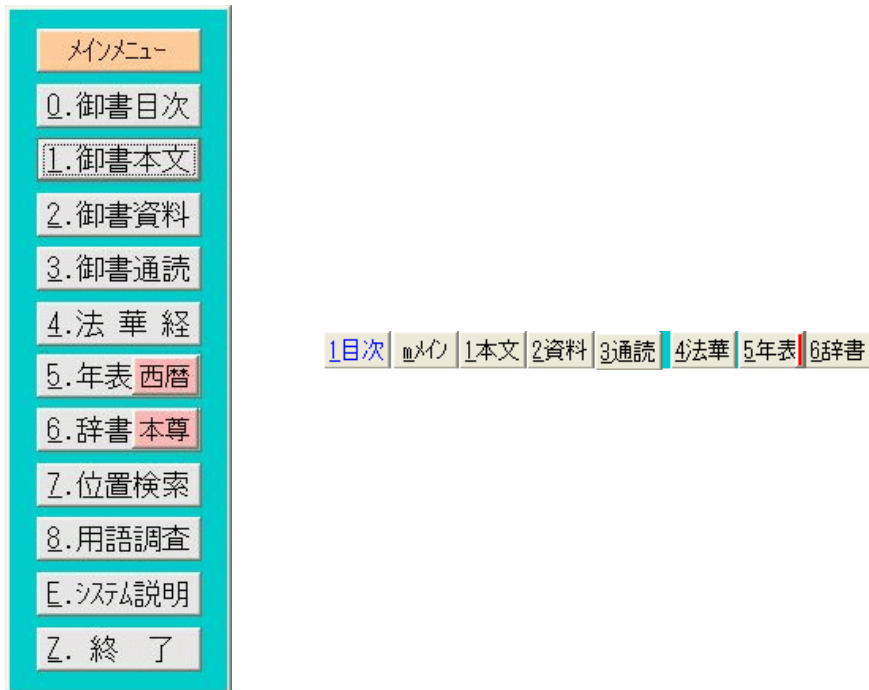 メインメニュー
0.御書目次
1.御書本文
2.御書資料
3.御書通読
4.法 華 経
5.年表 西暦
6.辞書 本尊
7.位置検索
8.用語調査
E.システム説明
Z. 終 了
1目次 mメイン 1本文 2資料 3通読 4法華 5年表 6辞書